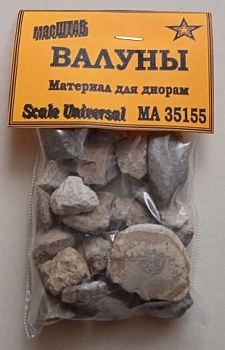 МАСШТАБ
ВАЛУНЫ
Материал для диорам
Scale Universal MA 35155